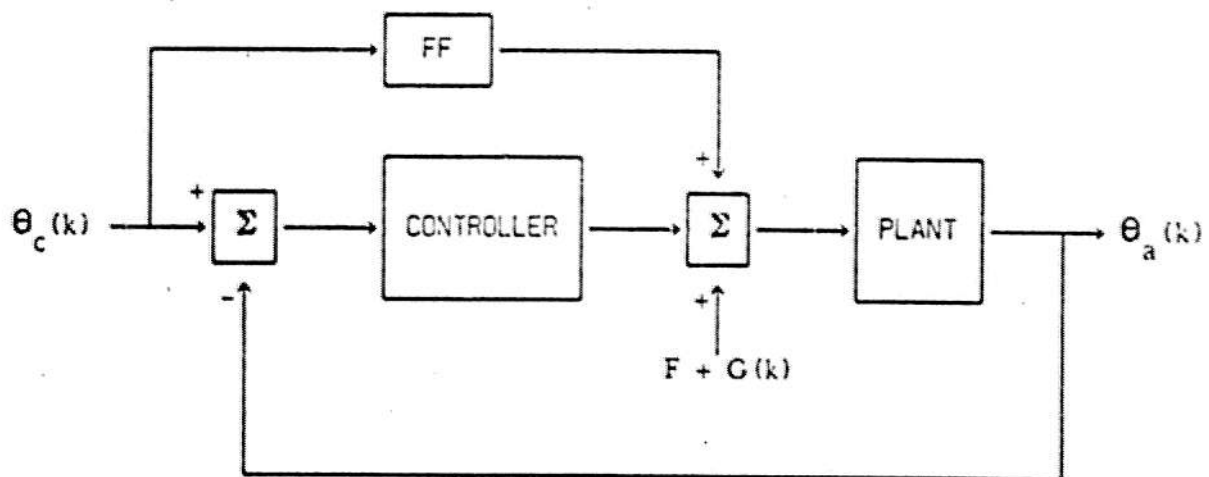 FF
+
+
θc(k)
Σ
CONTROLLER
Σ
PLANT
θa(k)
-
+
F + G(k)